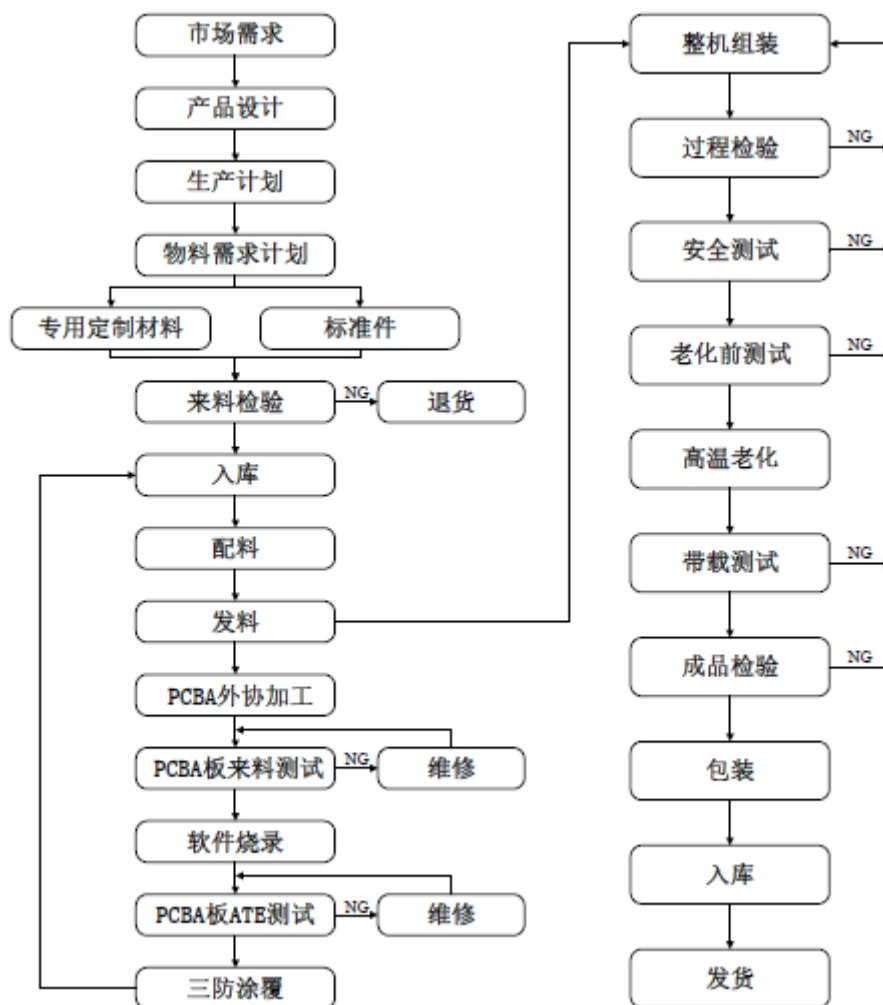 市场需求
产品设计
生产计划
物料需求计划
专用定制材料
标准件
来料检验
NG
退货
入库
配料
发料
PCBA外协加工
PCBA板来料测试
NG
维修
软件烧录
PCBA板ATE测试
NG
维修
三防涂覆
整机组装
过程检验
NG
安全测试
NG
老化前测试
NG
高温老化
带载测试
NG
成品检验
NG
包装
入库
发货